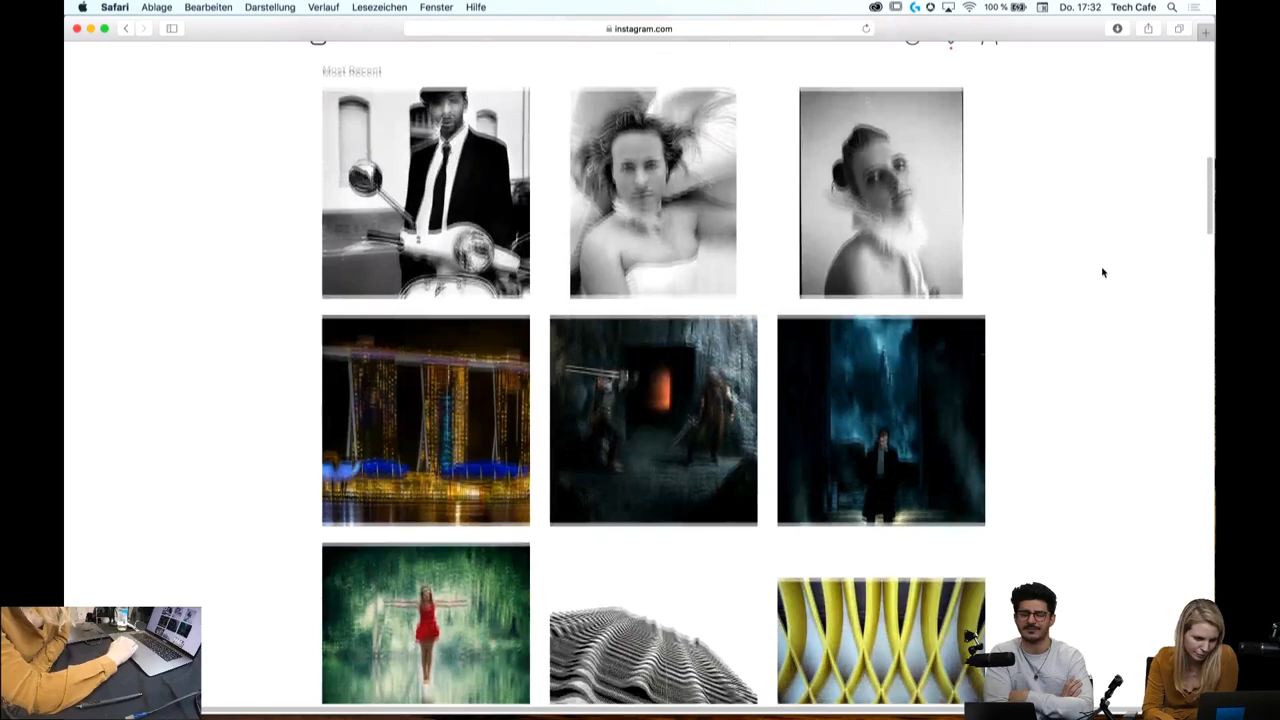 Safari Ablage Bearbeiten Darstellung Verlauf Lesezeichen Fenster Hilfe 100 % Do. 17:32 Tech Cafe
instagram.com
Most Recent